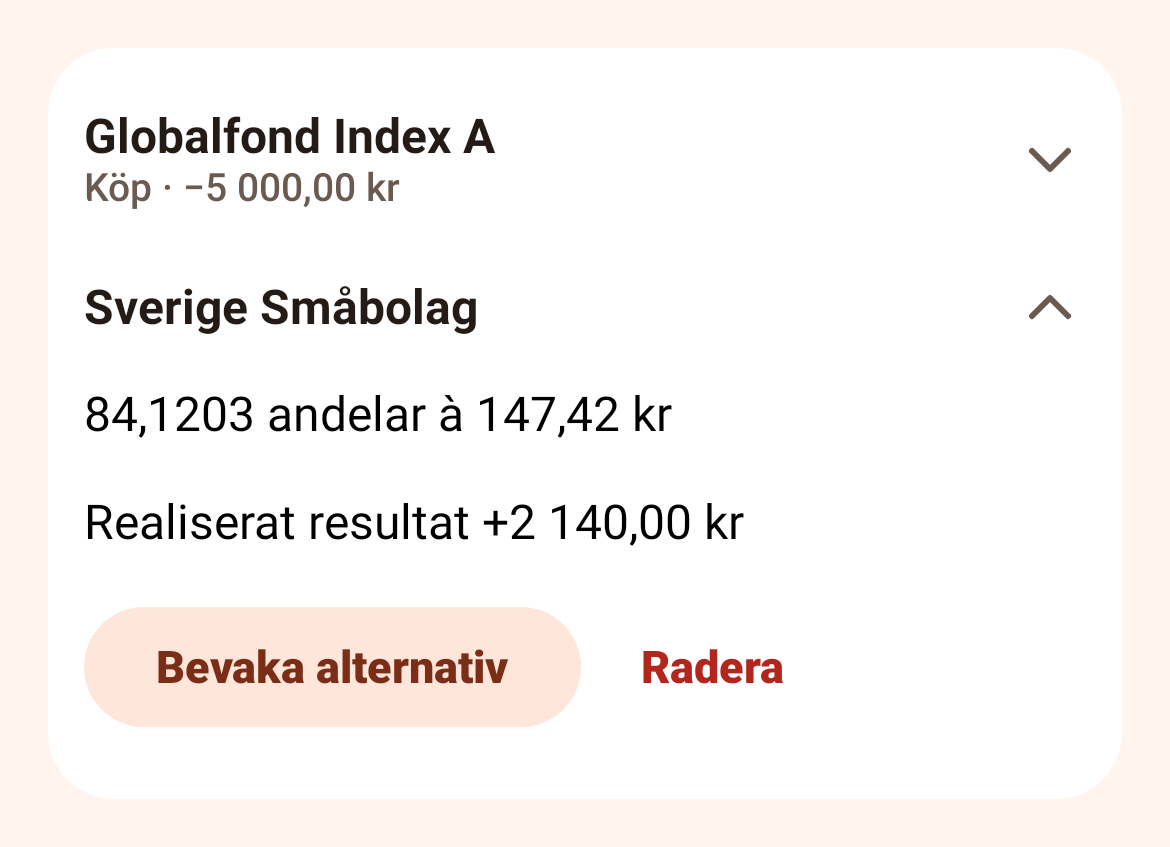 Globalfond Index A
Köp · −5 000,00 kr
Sverige Småbolag
84,1203 andelar à 147,42 kr
Realiserat resultat +2 140,00 kr
Bevaka alternativ
Radera